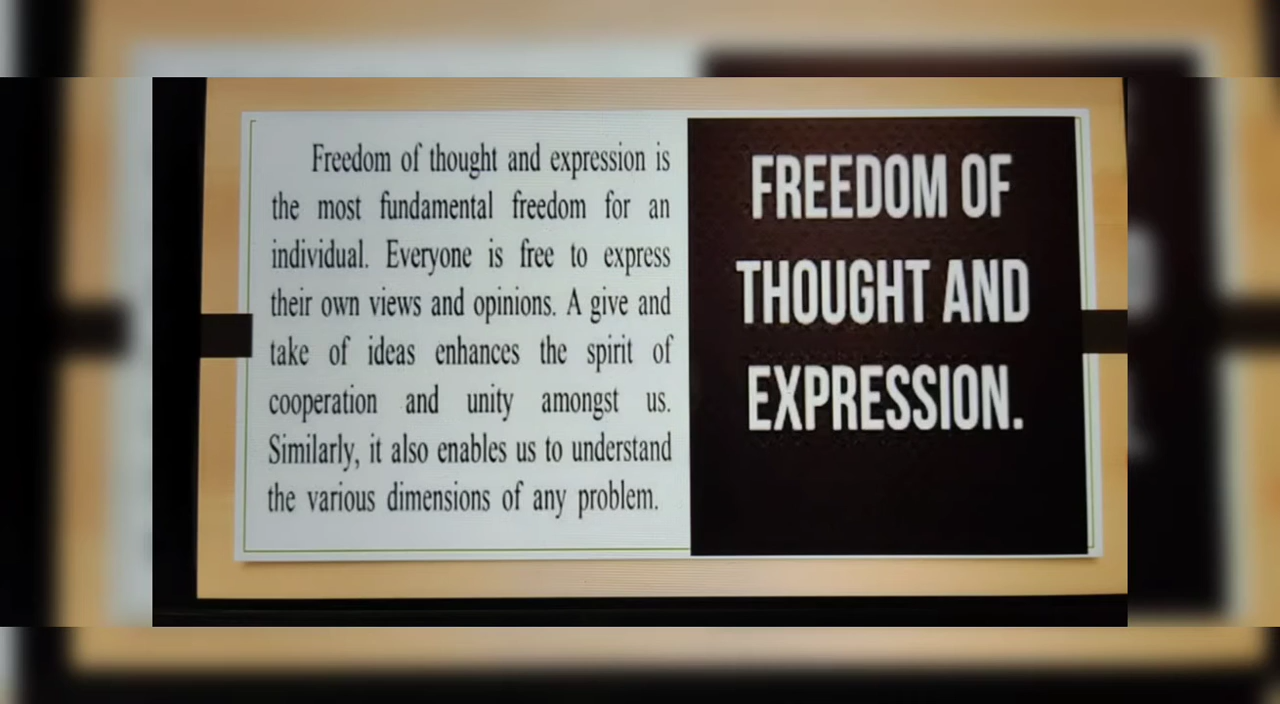 Freedom of thought and expression is
the most fundamental freedom for an
individual. Everyone is free to express
their own views and opinions. A give and
take of ideas enhances the spirit of
cooperation and unity amongst us.
Similarly, it also enables us to understand
the various dimensions of any problem.
FREEDOM OF
THOUGHT AND
EXPRESSION.